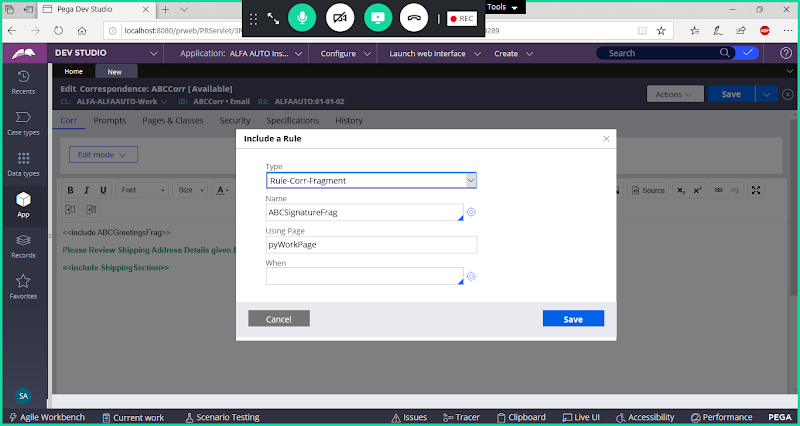 Pega Dev Studio
Tools
REC
localhost:8080/prweb/PRServlet/3F
0289
DEV STUDIO
Application: ALFA AUTO Ins...
Configure
Launch web interface
Create
Search
Home
New
Recents
Case types
Data types
App
Records
Favorites
SA
Edit Correspondence: ABCCorr [Available]
CL: ALFA-ALFAAUTO-Work ID: ABCCorr • Email RS: ALFAAUTO:01-01-02
Actions
Save
Corr Prompts Pages & Classes Security Specifications History
Edit mode
B I U Font Size A
Source
<<include ABCGreetingsFrag>>
Please Review Shipping Address Details given
<<include ShippingSection>>
Include a Rule
Type
Rule-Corr-Fragment
Name
ABCSignatureFrag
Using Page
pyWorkPage
When
Cancel
Save
Agile Workbench
Current work
Scenario Testing
Issues
Tracer
Clipboard
Live UI
Accessibility
Performance
PEGA